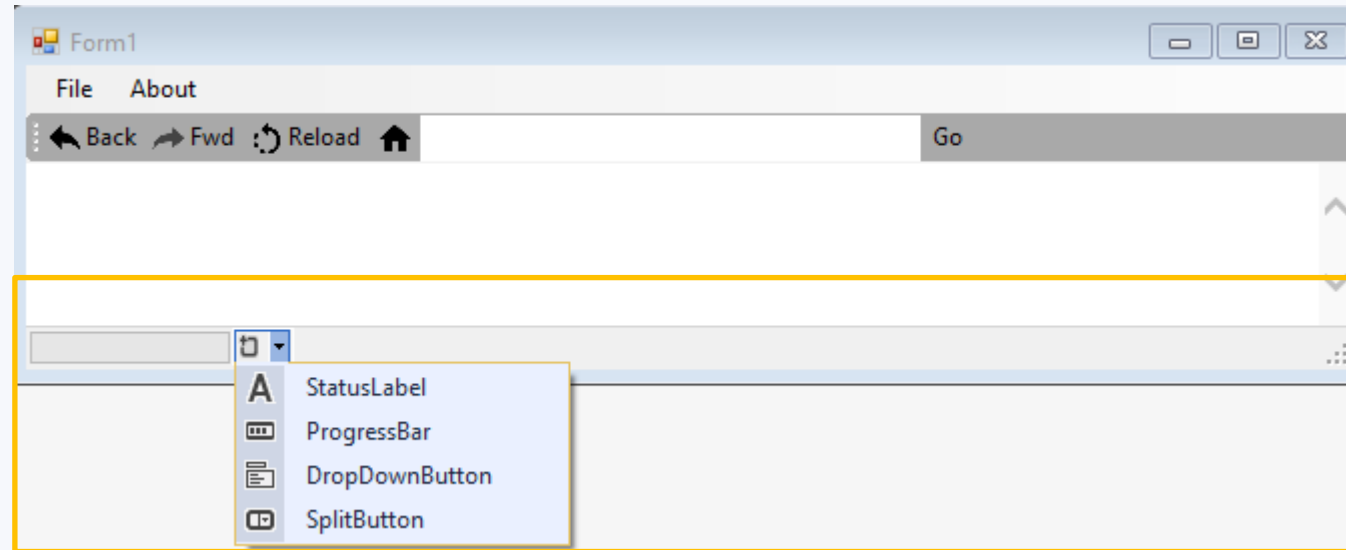 Form1
File About
Back Fwd Reload Go
StatusLabel
ProgressBar
DropDownButton
SplitButton